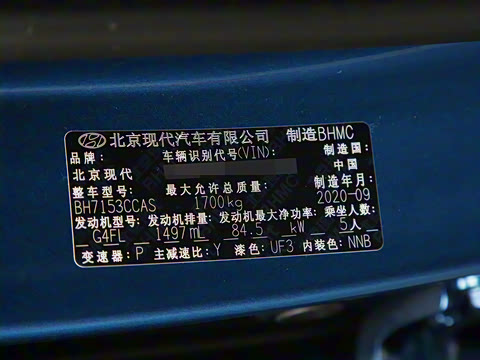 北京现代汽车有限公司 制造BHMC
品牌: 车辆识别代号(VIN): 制造国:
北京现代 中国
整车型号: 最大允许总质量: 制造年月:
BH7153CCAS 1700kg 2020-09
发动机型号: 发动机排量: 发动机最大净功率: 乘坐人数:
G4FL 1497mL 84.5 kW 5人
变速器: P 主减速比: Y 漆色: UF3 内装色: NNB